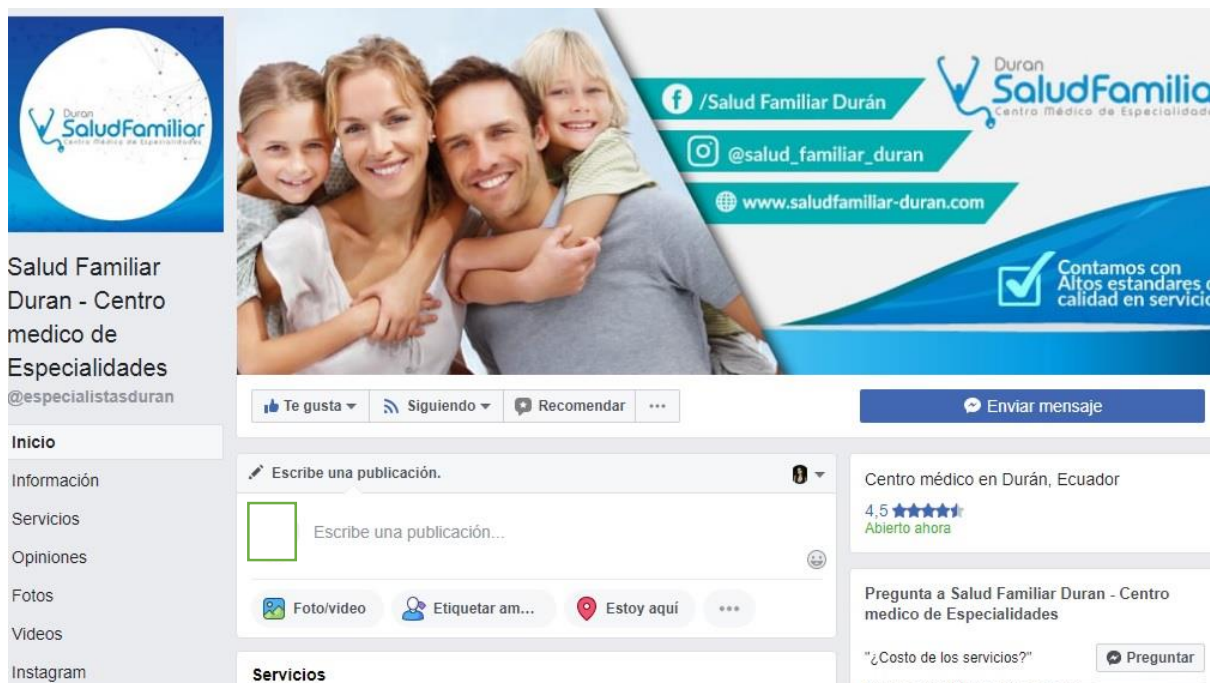 Duran
SaludFamiliar
Centro Médico de Especialidades
Salud Familiar
Duran - Centro
medico de
Especialidades
@especialistasduran
Inicio
Información
Servicios
Opiniones
Fotos
Videos
Instagram
/Salud Familiar Durán
@salud_familiar_duran
www.saludfamiliar-duran.com
Duran
SaludFamilia
Centro Médico de Especialidade
Contamos con
Altos estandares d
calidad en servicio
Te gusta
Siguiendo
Recomendar
Enviar mensaje
Escribe una publicación.
Escribe una publicación...
Foto/video
Etiquetar am...
Estoy aquí
Servicios
Centro médico en Durán, Ecuador
4,5
Abierto ahora
Pregunta a Salud Familiar Duran - Centro
medico de Especialidades
"¿Costo de los servicios?"
Preguntar